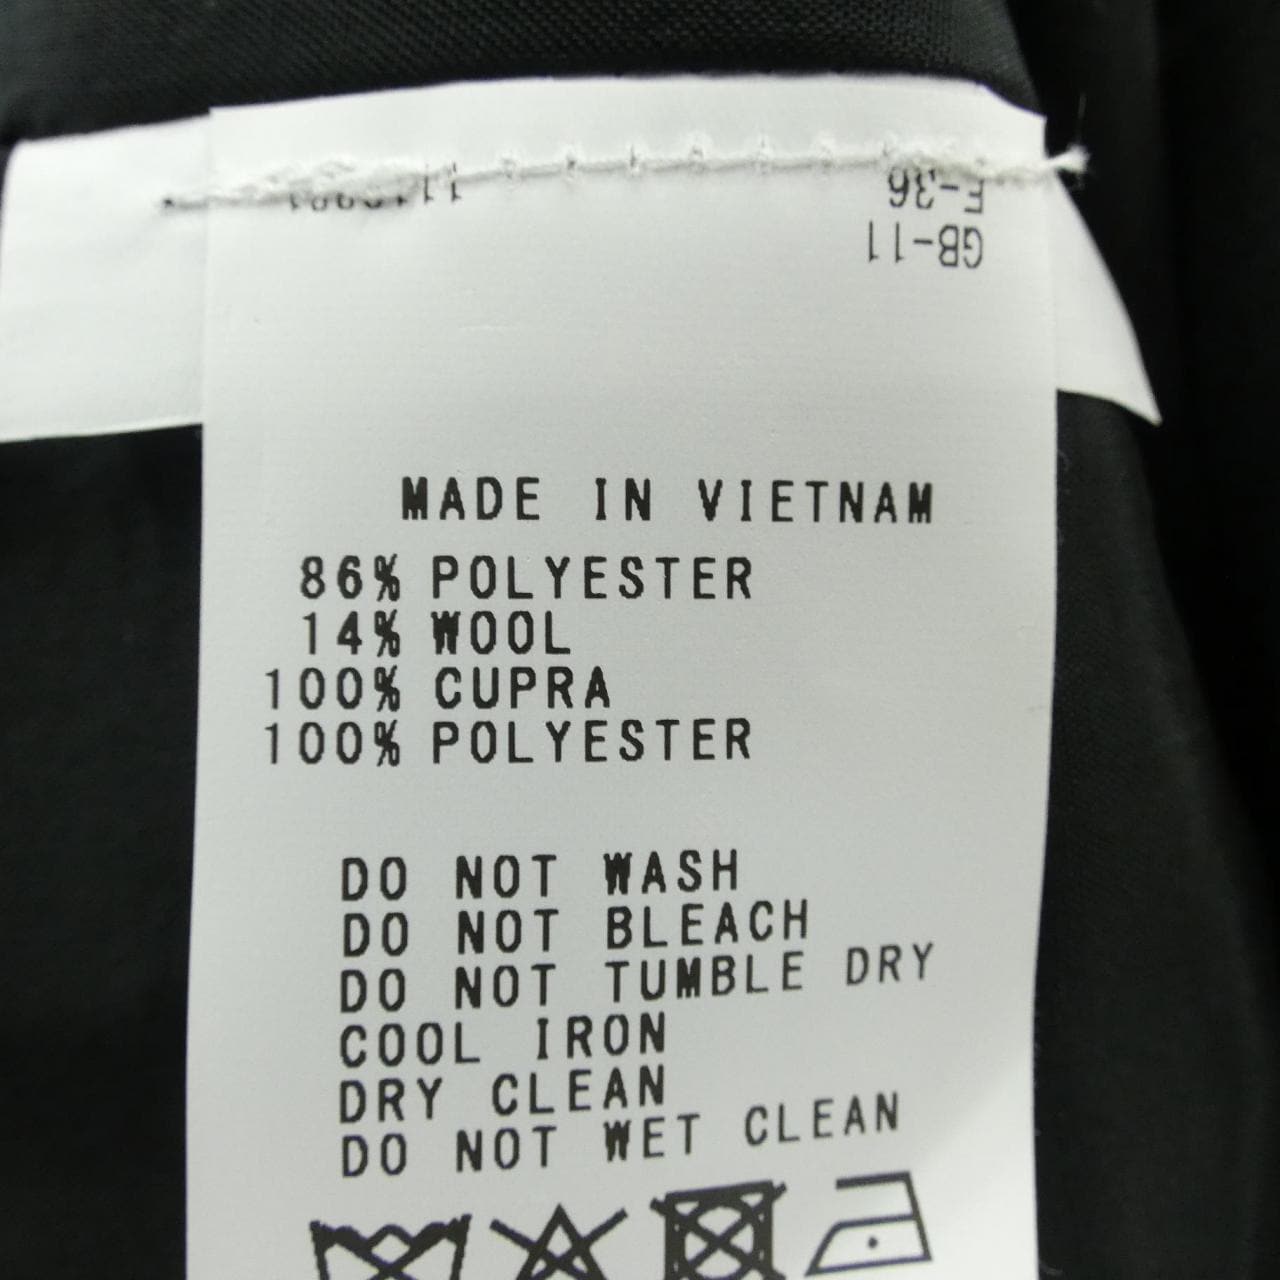 F-36
GB-11
MADE IN VIETNAM
86% POLYESTER
14% WOOL
100% CUPRA
100% POLYESTER
DO NOT WASH
DO NOT BLEACH
DO NOT TUMBLE DRY
COOL IRON
DRY CLEAN
DO NOT WET CLEAN